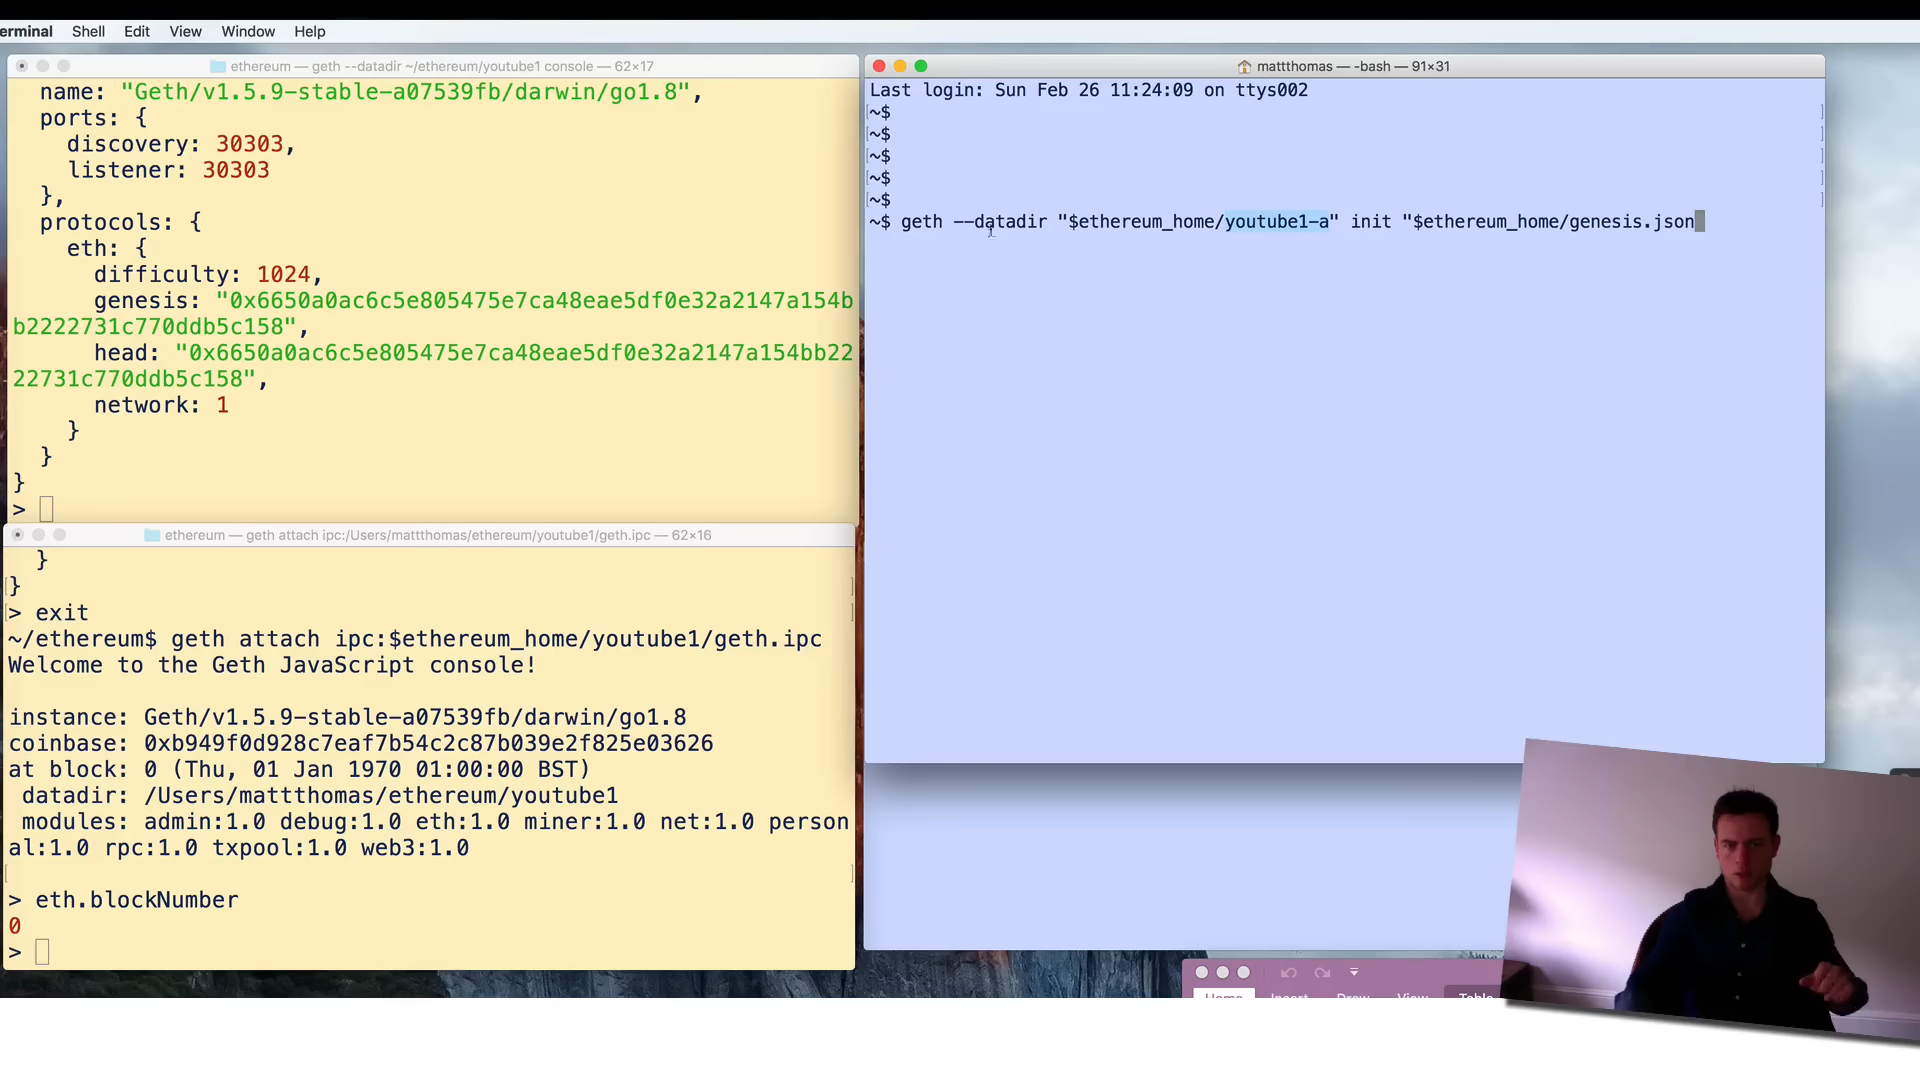 erminal Shell Edit View Window Help
ethereum — geth --datadir ~/ethereum/youtube1 console — 62×17
name: "Geth/v1.5.9-stable-a07539fb/darwin/go1.8",
ports: {
discovery: 30303,
listener: 30303
},
protocols: {
eth: {
difficulty: 1024,
genesis: "0x6650a0ac6c5e805475e7ca48eae5df0e32a2147a154b
b2222731c770ddb5c158",
head: "0x6650a0ac6c5e805475e7ca48eae5df0e32a2147a154bb22
22731c770ddb5c158",
network: 1
}
}
}
>
ethereum — geth attach ipc:/Users/mattthomas/ethereum/youtube1/geth.ipc — 62×16
}
}
> exit
~/ethereum$ geth attach ipc:$ethereum_home/youtube1/geth.ipc
Welcome to the Geth JavaScript console!
instance: Geth/v1.5.9-stable-a07539fb/darwin/go1.8
coinbase: 0xb949f0d928c7eaf7b54c2c87b039e2f825e03626
at block: 0 (Thu, 01 Jan 1970 01:00:00 BST)
datadir: /Users/mattthomas/ethereum/youtube1
modules: admin:1.0 debug:1.0 eth:1.0 miner:1.0 net:1.0 person
al:1.0 rpc:1.0 txpool:1.0 web3:1.0
> eth.blockNumber
0
>
mattthomas — -bash — 91×31
Last login: Sun Feb 26 11:24:09 on ttys002
~$
~$
~$
~$
~$
~$ geth --datadir "$ethereum_home/youtube1-a" init "$ethereum_home/genesis.json
Home Insert Draw View Table